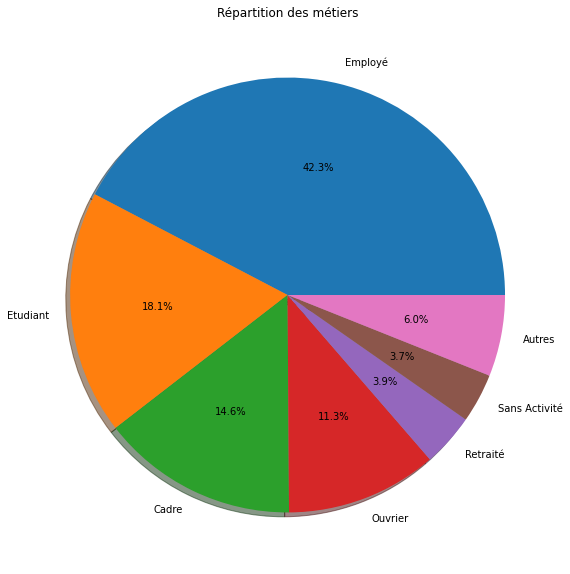 Répartition des métiers
Employé
42.3%
Etudiant
18.1%
Cadre
14.6%
Ouvrier
11.3%
Retraité
3.9%
Sans Activité
3.7%
Autres
6.0%